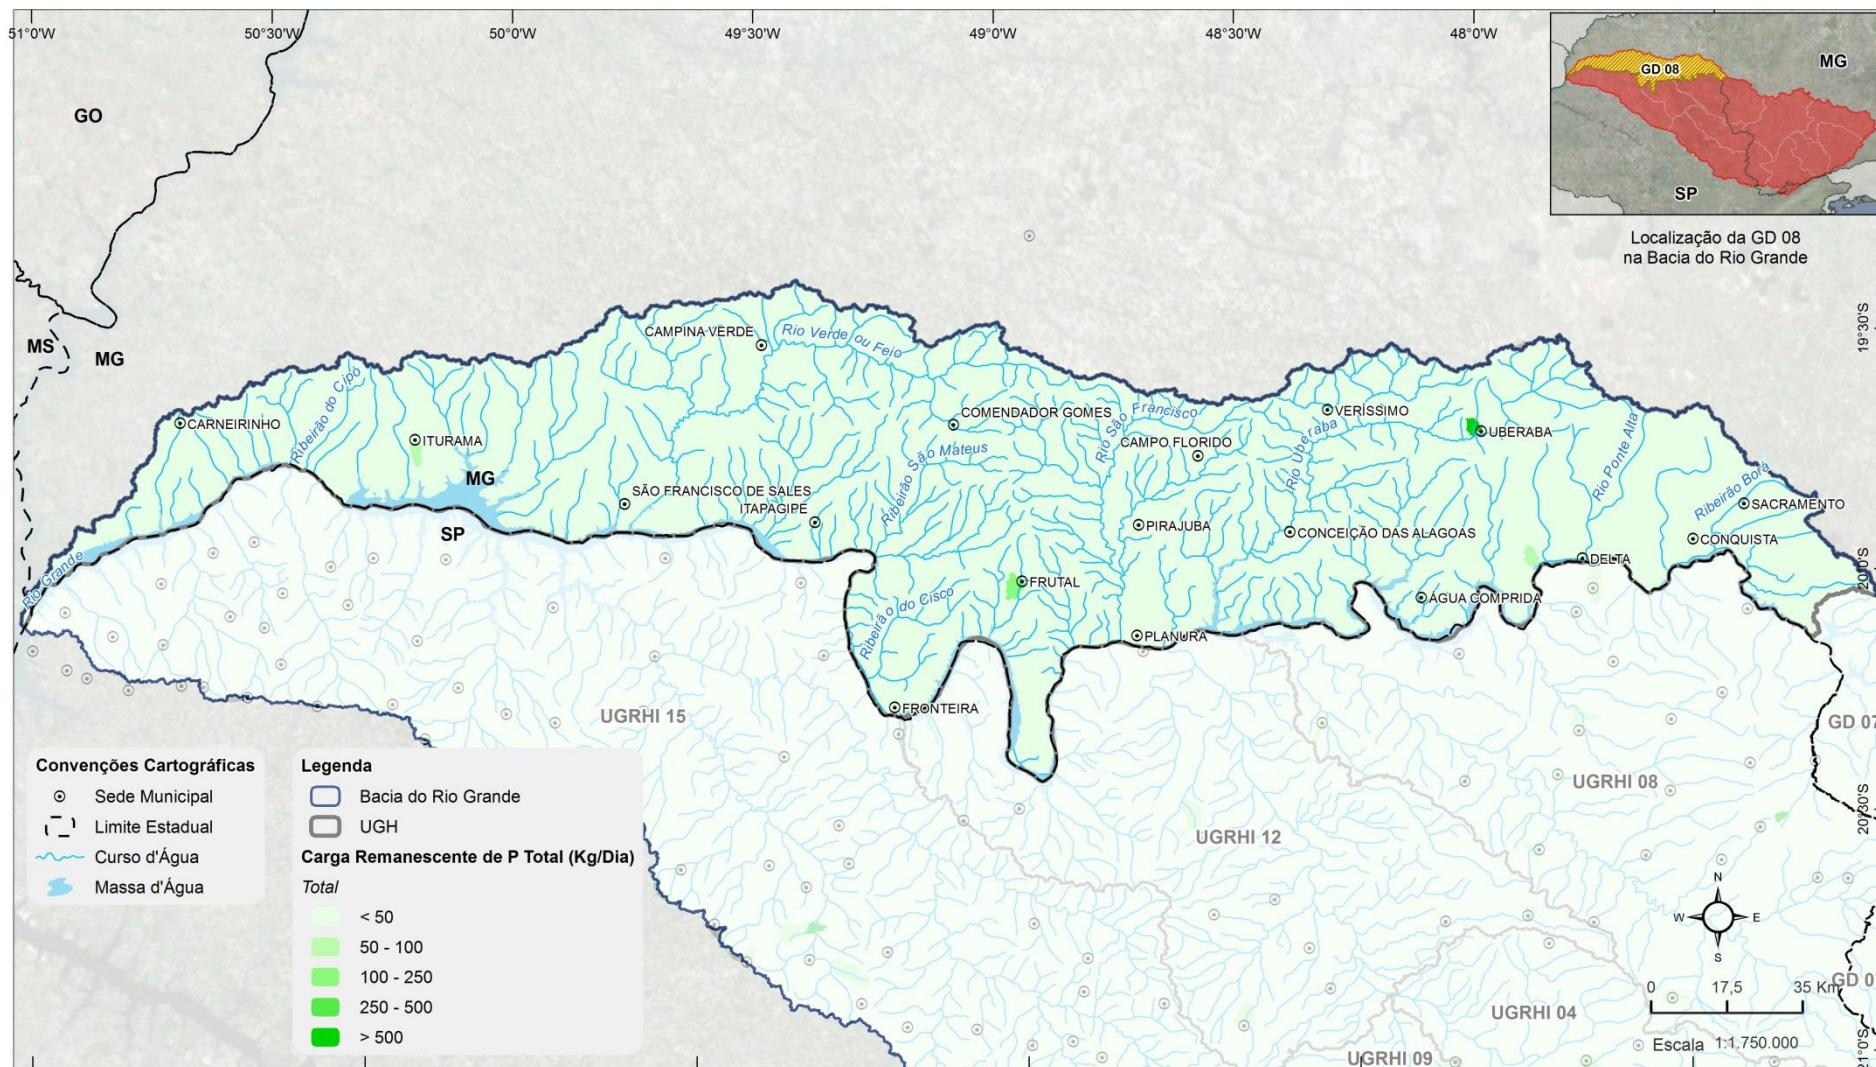 51°0'W
50°30'W
50°0'W
49°30'W
49°0'W
48°30'W
48°0'W
GO
MS
MG
GD 08
MG
SP
Localização da GD 08
na Bacia do Rio Grande
19°30'S
20°0'S
20°30'S
21°0'S
CAMPINA VERDE
Rio Verde ou Feio
Ribeirão do Cipó
CARNEIRINHO
ITURAMA
COMENDADOR GOMES
Rio São Francisco
VERÍSSIMO
CAMPO FLORIDO
Rio Uberaba
UBERABA
Rio Ponte Alta
Ribeirão São Mateus
MG
SÃO FRANCISCO DE SALES
ITAPAGIPE
Ribeirão Borá
SACRAMENTO
SP
PIRAJUBA
CONCEIÇÃO DAS ALAGOAS
CONQUISTA
Rio Grande
DELTA
FRUTAL
ÁGUA COMPRIDA
Ribeirão do Cisco
PLANURA
FRONTEIRA
UGRHI 15
GD 07
UGRHI 08
UGRHI 12
UGRHI 04
UGRHI 09
GD 0
Convenções Cartográficas
Sede Municipal
Limite Estadual
Curso d'Água
Massa d'Água
Legenda
Bacia do Rio Grande
UGH
Carga Remanescente de P Total (Kg/Dia)
Total
< 50
50 - 100
100 - 250
250 - 500
> 500
N
W E
S
0 17,5 35 Km
Escala 1:1.750.000